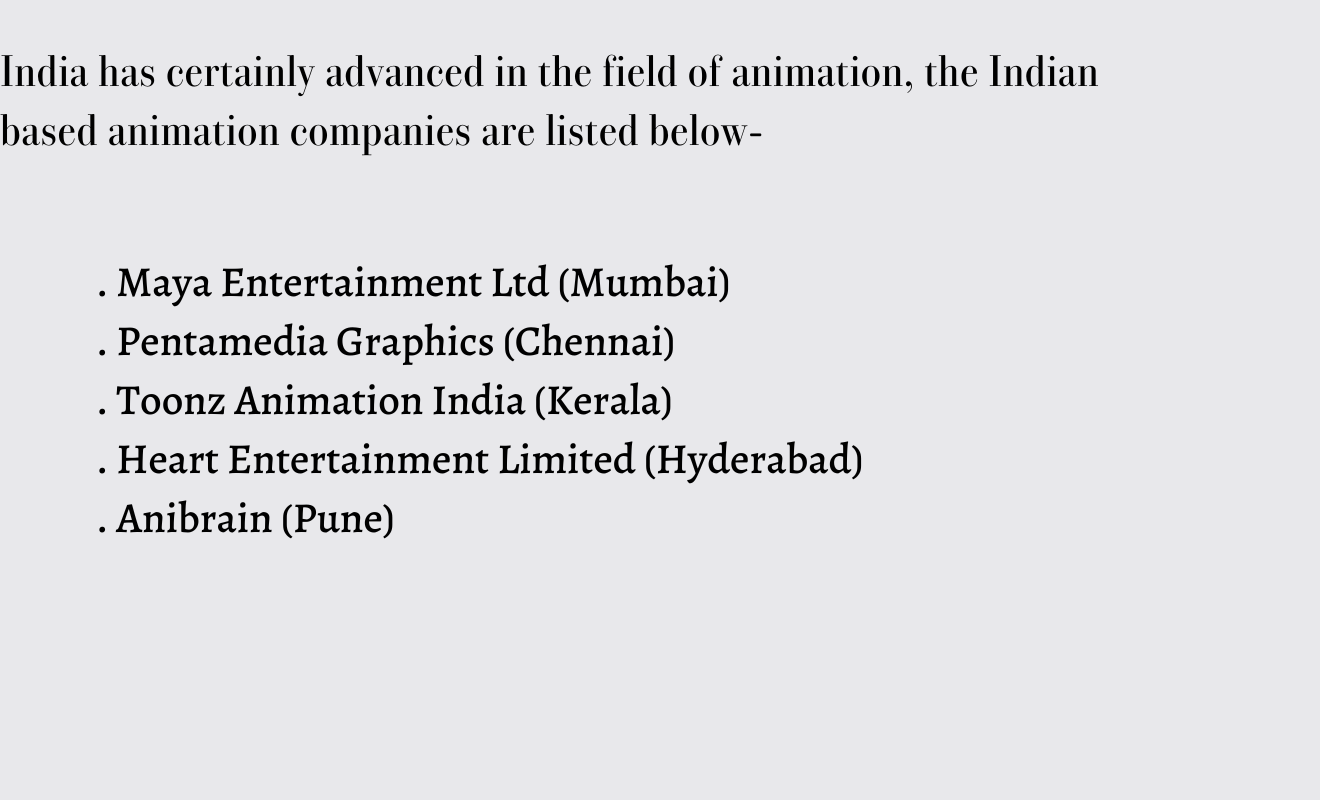 India has certainly advanced in the field of animation, the Indian
based animation companies are listed below-
. Maya Entertainment Ltd (Mumbai)
. Pentamedia Graphics (Chennai)
. Toonz Animation India (Kerala)
. Heart Entertainment Limited (Hyderabad)
. Anibrain (Pune)